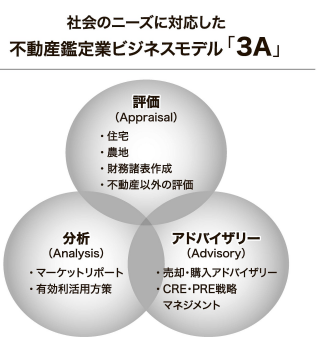 社会のニーズに対応した
不動産鑑定業ビジネスモデル「3A」
評価
(Appraisal)
・住宅
・農地
・財務諸表作成
・不動産以外の評価
分析
(Analysis)
・マーケットリポート
・有効利活用方策
アドバイザリー
(Advisory)
・売却・購入アドバイザリー
・CRE・PRE戦略
マネジメント